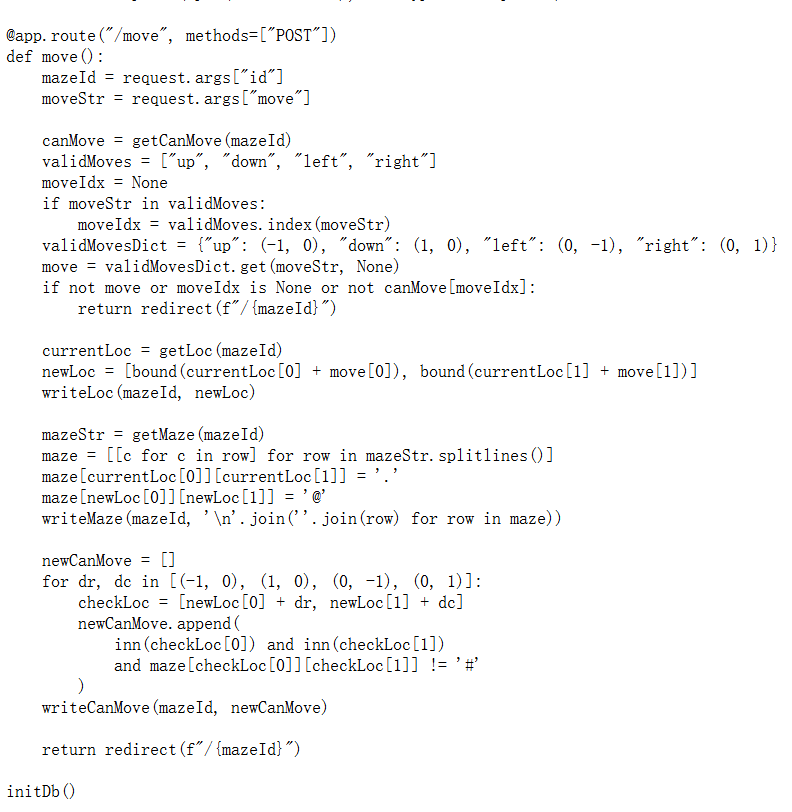 @app.route("/move", methods=["POST"])
def move():
    mazeId = request.args["id"]
    moveStr = request.args["move"]

    canMove = getCanMove(mazeId)
    validMoves = ["up", "down", "left", "right"]
    moveIdx = None
    if moveStr in validMoves:
        moveIdx = validMoves.index(moveStr)
    validMovesDict = {"up": (-1, 0), "down": (1, 0), "left": (0, -1), "right": (0, 1)}
    move = validMovesDict.get(moveStr, None)
    if not move or moveIdx is None or not canMove[moveIdx]:
        return redirect(f"/{mazeId}")

    currentLoc = getLoc(mazeId)
    newLoc = [bound(currentLoc[0] + move[0]), bound(currentLoc[1] + move[1])]
    writeLoc(mazeId, newLoc)

    mazeStr = getMaze(mazeId)
    maze = [[c for c in row] for row in mazeStr.splitlines()]
    maze[currentLoc[0]][currentLoc[1]] = '.'
    maze[newLoc[0]][newLoc[1]] = '@'
    writeMaze(mazeId, '\n'.join(''.join(row) for row in maze))

    newCanMove = []
    for dr, dc in [(-1, 0), (1, 0), (0, -1), (0, 1)]:
        checkLoc = [newLoc[0] + dr, newLoc[1] + dc]
        newCanMove.append(
            inn(checkLoc[0]) and inn(checkLoc[1])
            and maze[checkLoc[0]][checkLoc[1]] != '#'
        )
    writeCanMove(mazeId, newCanMove)

    return redirect(f"/{mazeId}")

initDb()